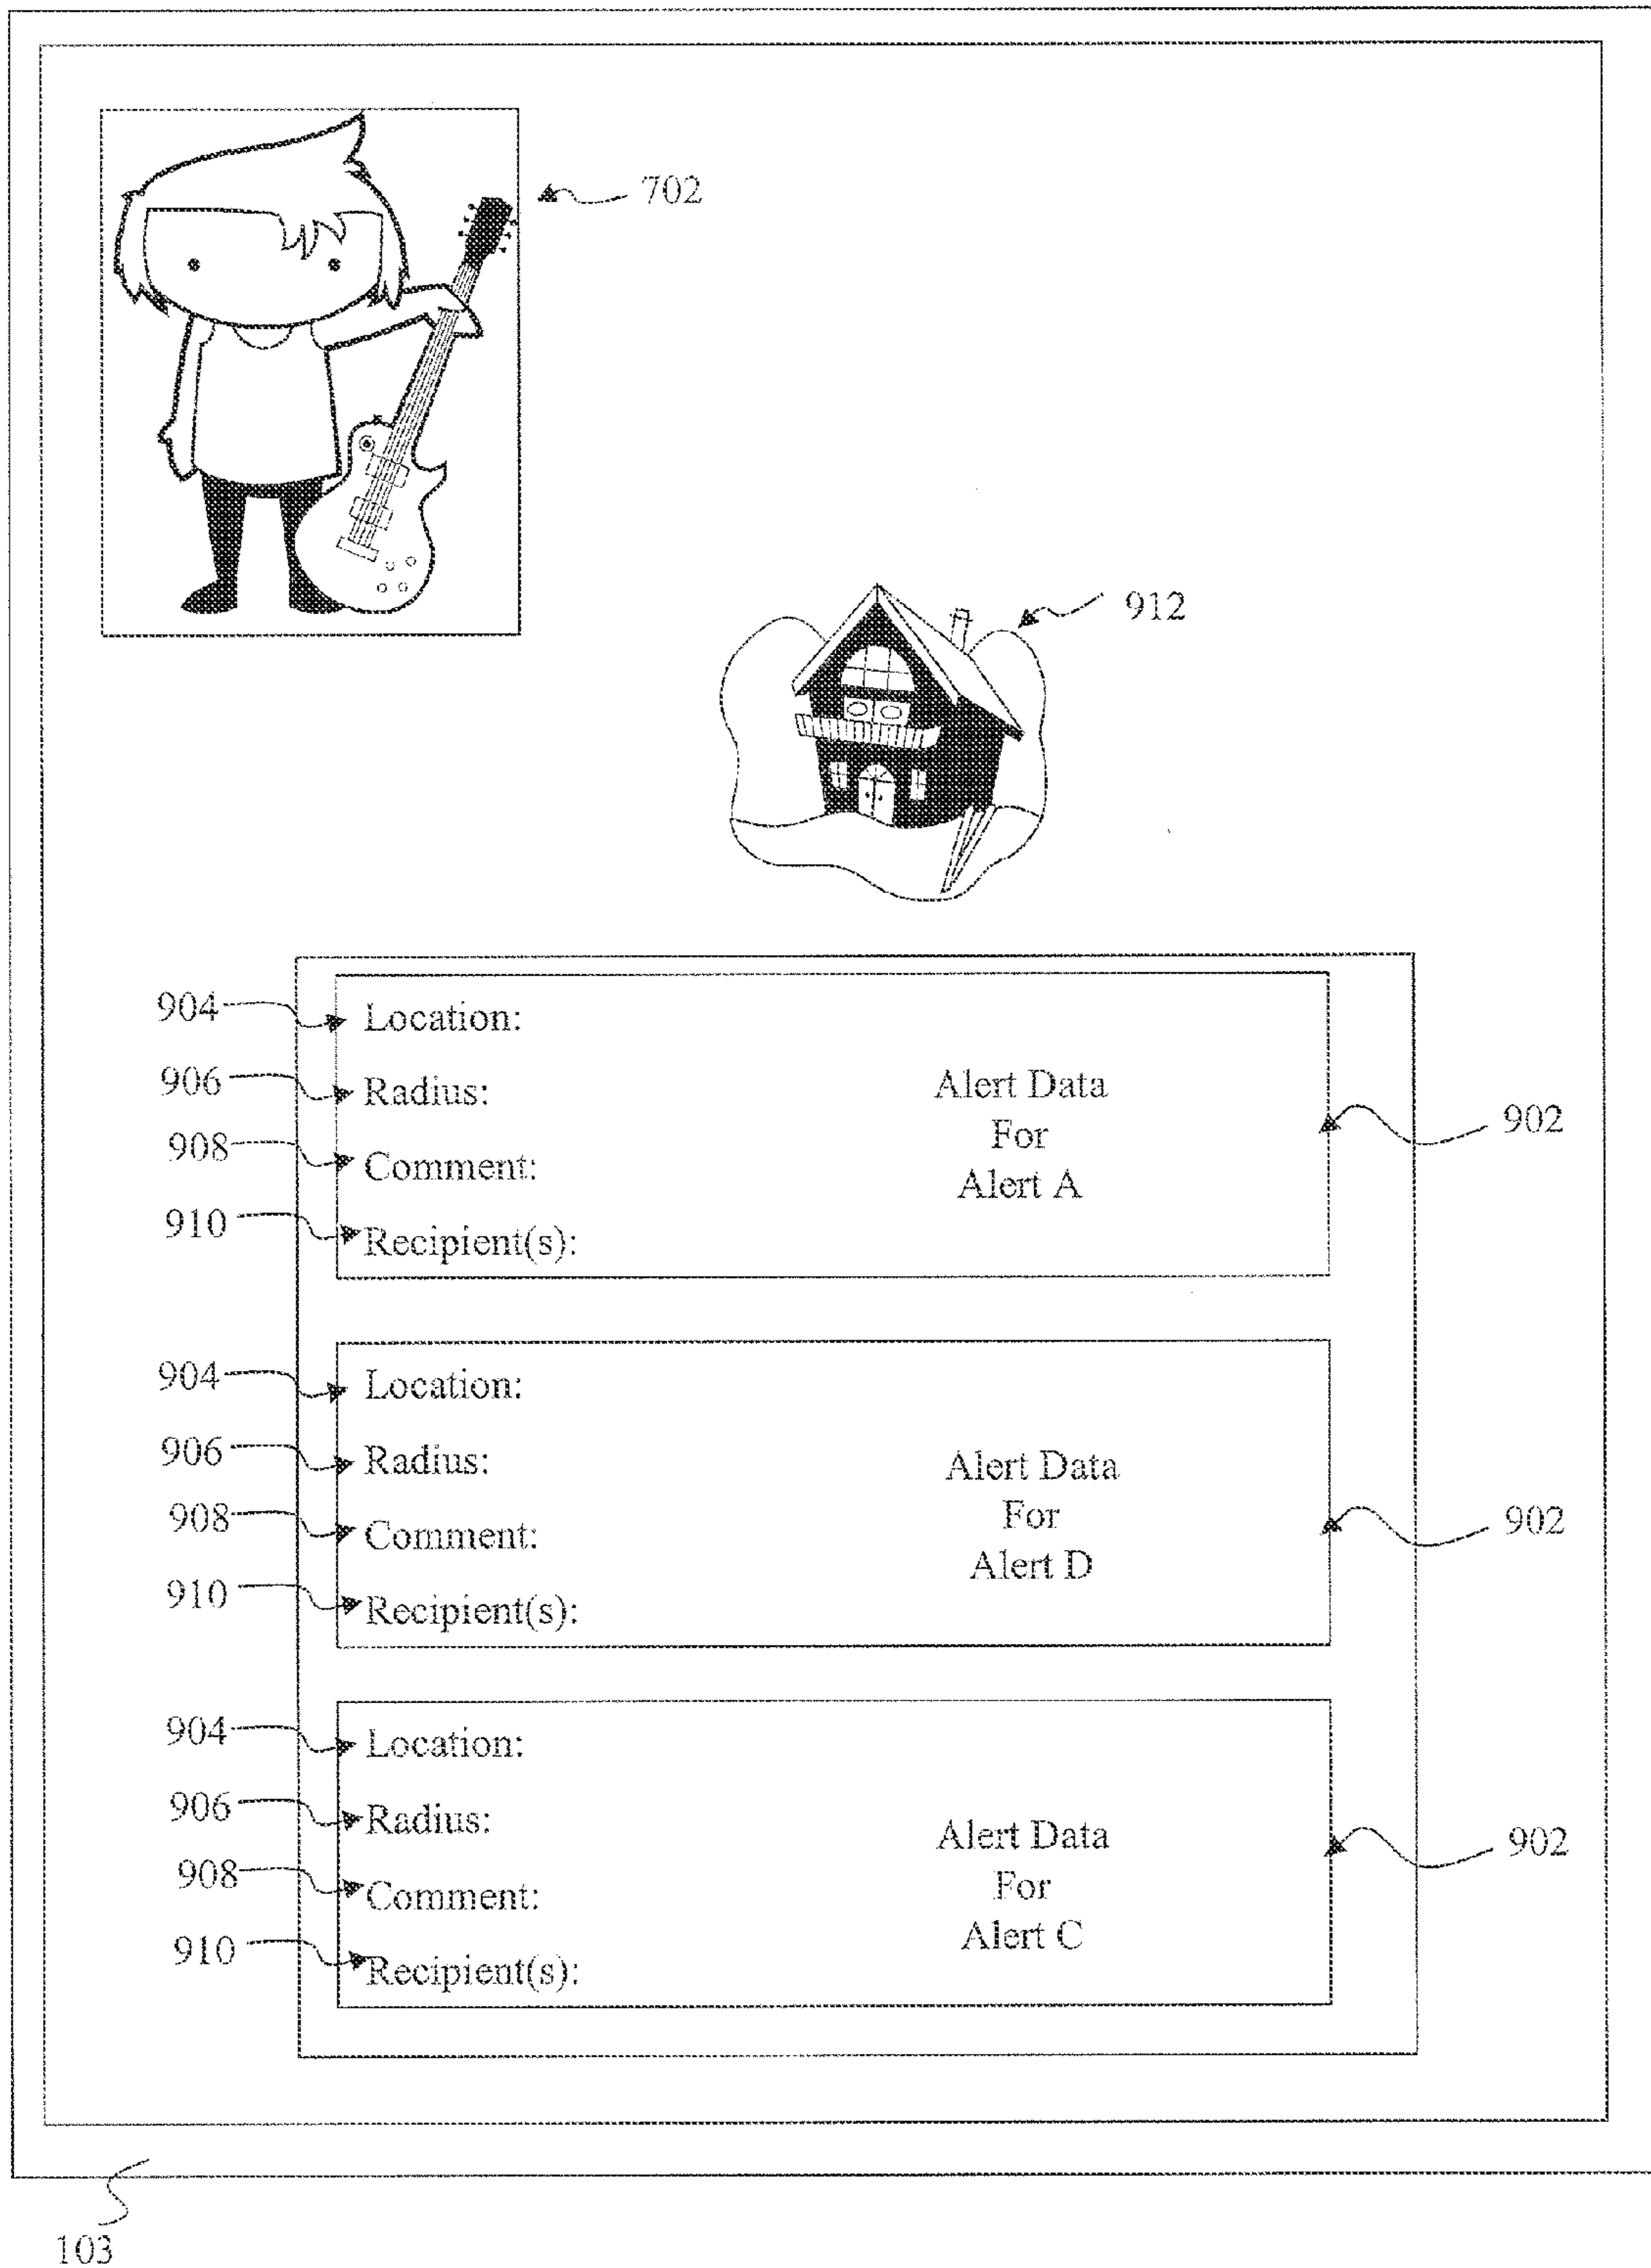 702
912
904 Location:
906 Radius:
908 Comment:
910 Recipient(s):
Alert Data
For
Alert A
902
904 Location:
906 Radius:
908 Comment:
910 Recipient(s):
Alert Data
For
Alert D
902
904 Location:
906 Radius:
908 Comment:
910 Recipient(s):
Alert Data
For
Alert C
902
103